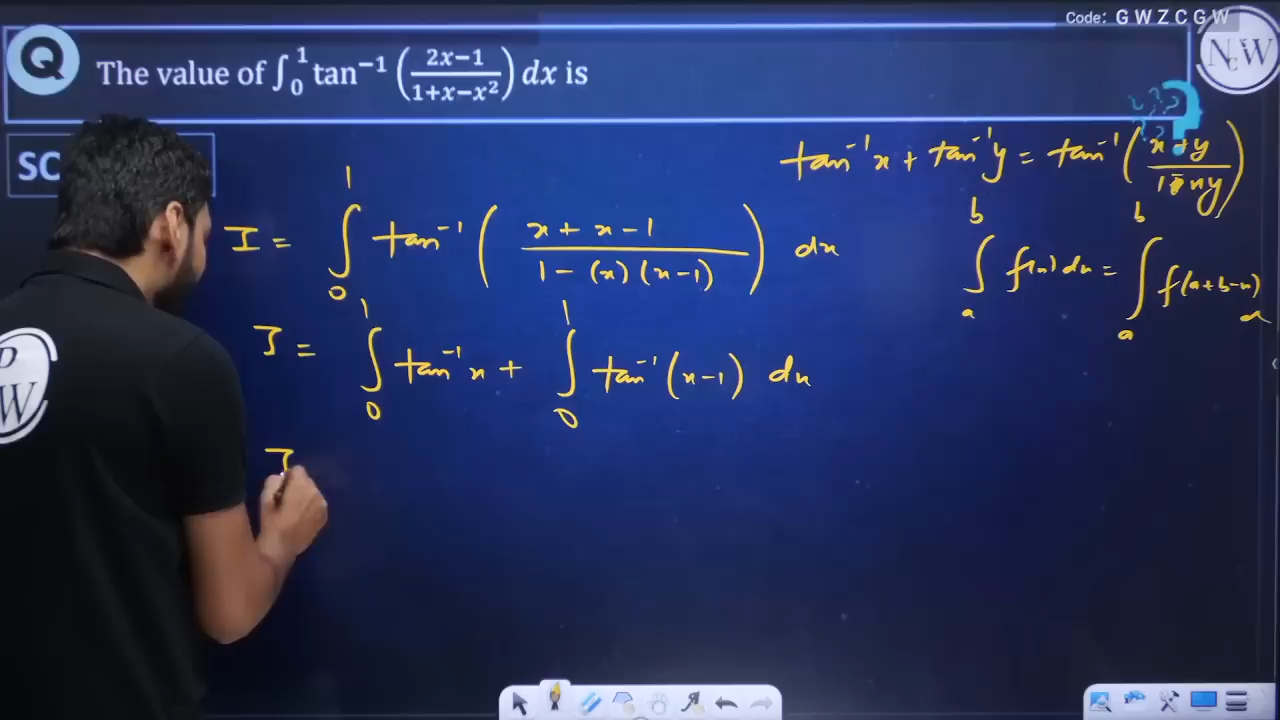 Code: G W Z C G W
Q The value of ∫₀¹ tan⁻¹ ((2x−1)/(1+x−x²)) dx is
NcW
SC
tan⁻¹x + tan⁻¹y = tan⁻¹((x+y)/(1-xy))
I = ∫₀¹ tan⁻¹((x + x − 1)/(1 − (x)(x−1))) dx
∫ₐᵇ f(x) dx = ∫ₐᵇ f(a+b−x) dx
I = ∫₀¹ tan⁻¹x + ∫₀¹ tan⁻¹(x−1) dx
I
W